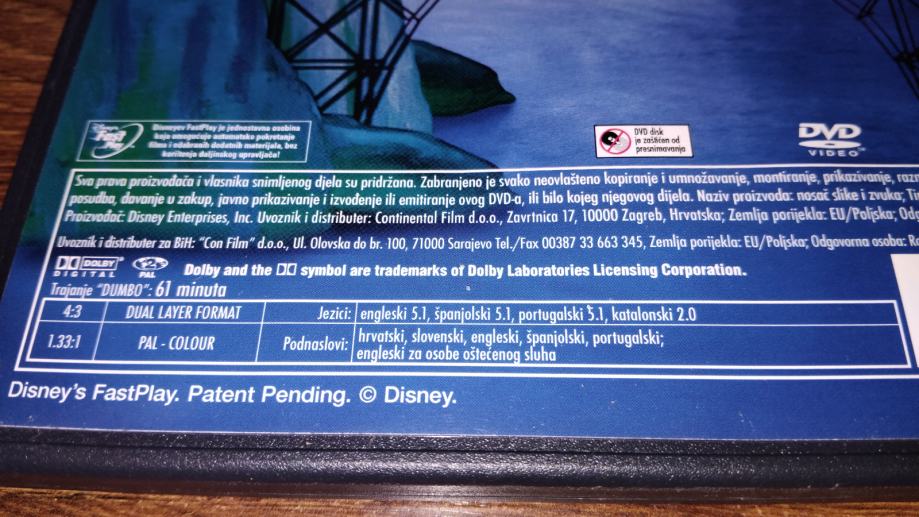 Disney's FastPlay
Disneyev FastPlay je jednostavna osobina
koja omogućuje automatsko pokretanje
filma i odabranih dodatnih materijala, bez
korištenja daljinskog upravljača!
DVD disk
je zaštićen od
presnimavanja
DVD
VIDEO
Sva prava proizvođača i vlasnika snimljenog djela su pridržana. Zabranjeno je svako neovlašteno kopiranje i umnožavanje, montiranje, prikazivanje,
posudba, davanje u zakup, javno prikazivanje i izvođenje ili emitiranje ovog DVD-a, ili bilo kojeg njegovog dijela. Naziv proizvoda: nosač slike i zvuka,
Proizvođač: Disney Enterprises, Inc. Uvoznik i distributer: Continental Film d.o.o., Zavrtnica 17, 10000 Zagreb, Hrvatska; Zemlja porijekla: EU/Poljska;
Uvoznik i distributer za BiH: "Con Film" d.o.o., Ul. Olovska do br. 100, 71000 Sarajevo Tel./Fax 00387 33 663 345, Zemlja porijekla: EU/Poljska; Odgovorna osoba:
DOLBY DIGITAL PAL Dolby and the DD symbol are trademarks of Dolby Laboratories Licensing Corporation.
Trajanje "DUMBO": 61 minuta
4:3 DUAL LAYER FORMAT Jezici: engleski 5.1, španjolski 5.1, portugalski 5.1, katalonski 2.0
1.33:1 PAL - COLOUR Podnaslovi: hrvatski, slovenski, engleski, španjolski, portugalski;
engleski za osobe oštećenog sluha
Disney's FastPlay. Patent Pending. © Disney.